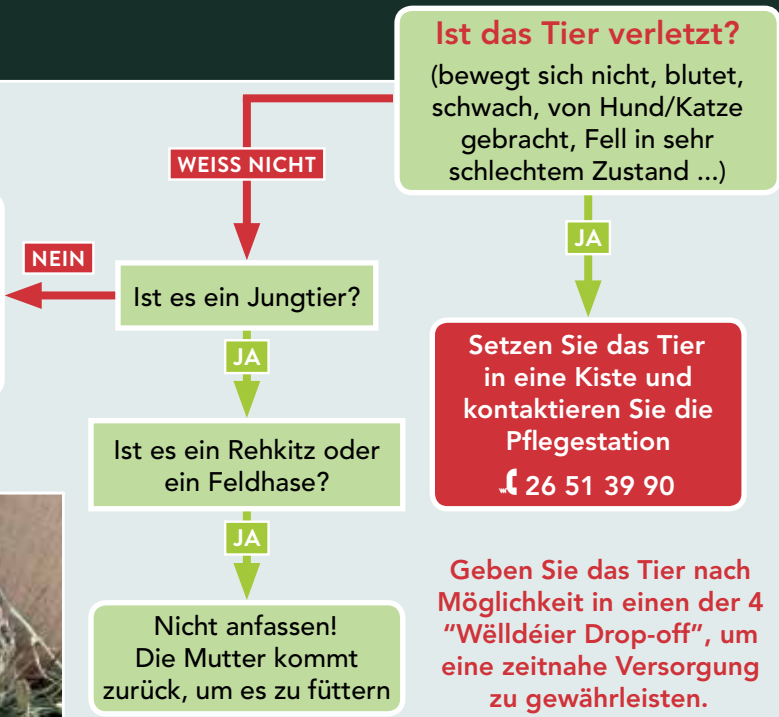 Ist das Tier verletzt?
(bewegt sich nicht, blutet,
schwach, von Hund/Katze
gebracht, Fell in sehr
schlechtem Zustand ...)
WEISS NICHT
JA
NEIN
Ist es ein Jungtier?
JA
Setzen Sie das Tier
in eine Kiste und
kontaktieren Sie die
Pflegestation
26 51 39 90
Ist es ein Rehkitz oder
ein Feldhase?
JA
Nicht anfassen!
Die Mutter kommt
zurück, um es zu füttern
Geben Sie das Tier nach
Möglichkeit in einen der 4
“Wëlldéier Drop-off”, um
eine zeitnahe Versorgung
zu gewährleisten.